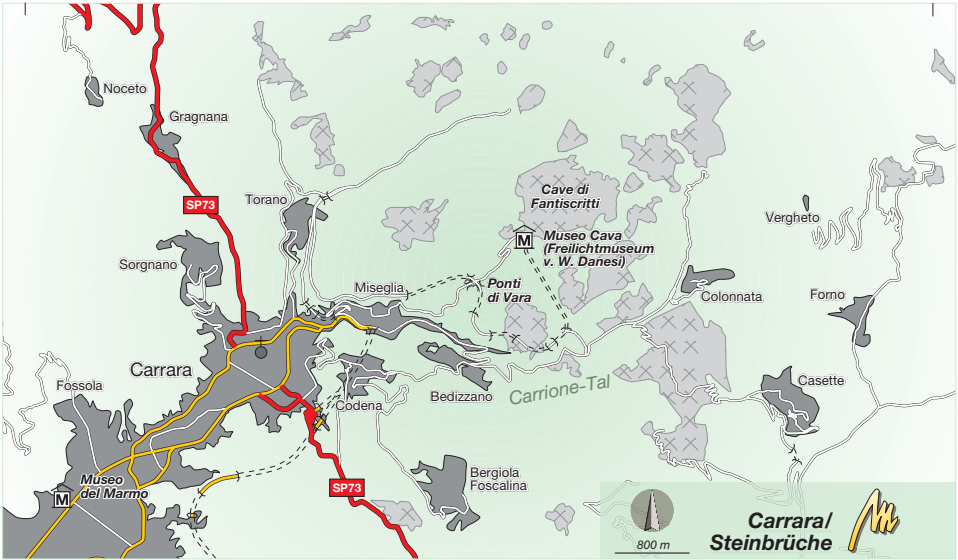 Noceto
Gragnana
SP73
Torano
Cave di
Fantiscritti
M
Museo Cava
(Freilichtmuseum
v. W. Danesi)
Vergheto
Sorgnano
Miseglia
Ponti
di Vara
Colonnata
Forno
Carrara
Fossola
Codena
Bedizzano
Carrione-Tal
Casette
Museo
del Marmo
M
Bergiola
Foscalina
SP73
800 m
Carrara/
Steinbrüche